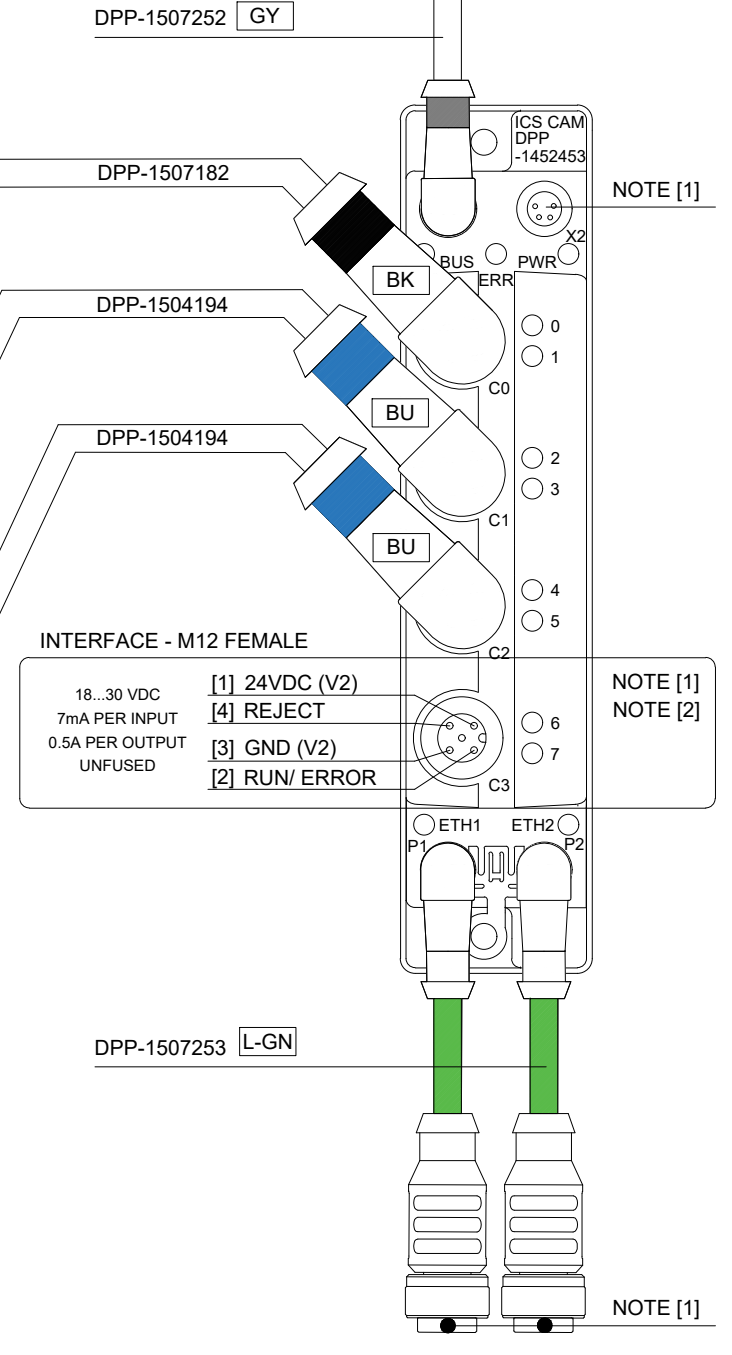 DPP-1507252 GY
ICS CAM
DPP
-1452453
DPP-1507182
NOTE [1]
X2
BUS
PWR
ERR
BK
DPP-1504194
0
1
C0
BU
DPP-1504194
2
3
C1
BU
4
5
INTERFACE - M12 FEMALE
C2
18...30 VDC
7mA PER INPUT
0.5A PER OUTPUT
UNFUSED
[1] 24VDC (V2)
[4] REJECT
[3] GND (V2)
[2] RUN/ ERROR
NOTE [1]
NOTE [2]
6
7
C3
ETH1
ETH2
P1
P2
DPP-1507253 L-GN
NOTE [1]